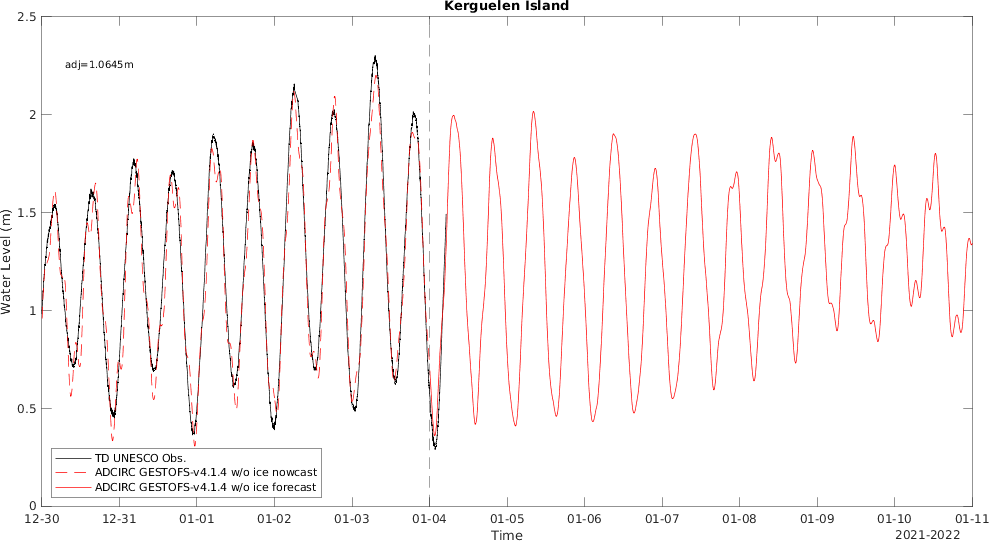 Kerguelen Island
2.5
adj=1.0645m
2
1.5
Water Level (m)
1
0.5
TD UNESCO Obs.
ADCIRC GESTOFS-v4.1.4 w/o ice nowcast
ADCIRC GESTOFS-v4.1.4 w/o ice forecast
0
12-30 12-31 01-01 01-02 01-03 01-04 01-05 01-06 01-07 01-08 01-09 01-10 01-11
Time
2021-2022